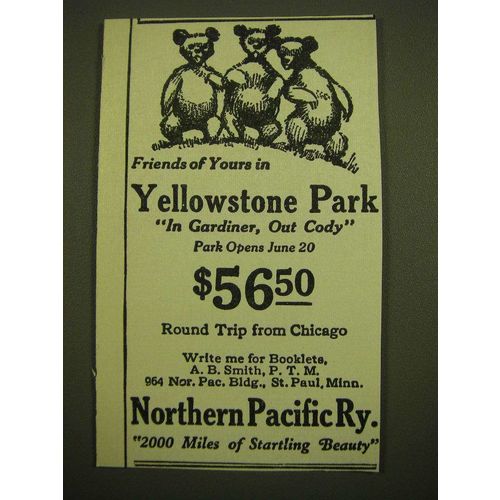 Friends of Yours in
Yellowstone Park
"In Gardiner, Out Cody"
Park Opens June 20
$56 50
Round Trip from Chicago
Write me for Booklets,
A. B. Smith, P. T. M.
964 Nor. Pac. Bldg., St. Paul, Minn.
Northern Pacific Ry.
"2000 Miles of Startling Beauty"